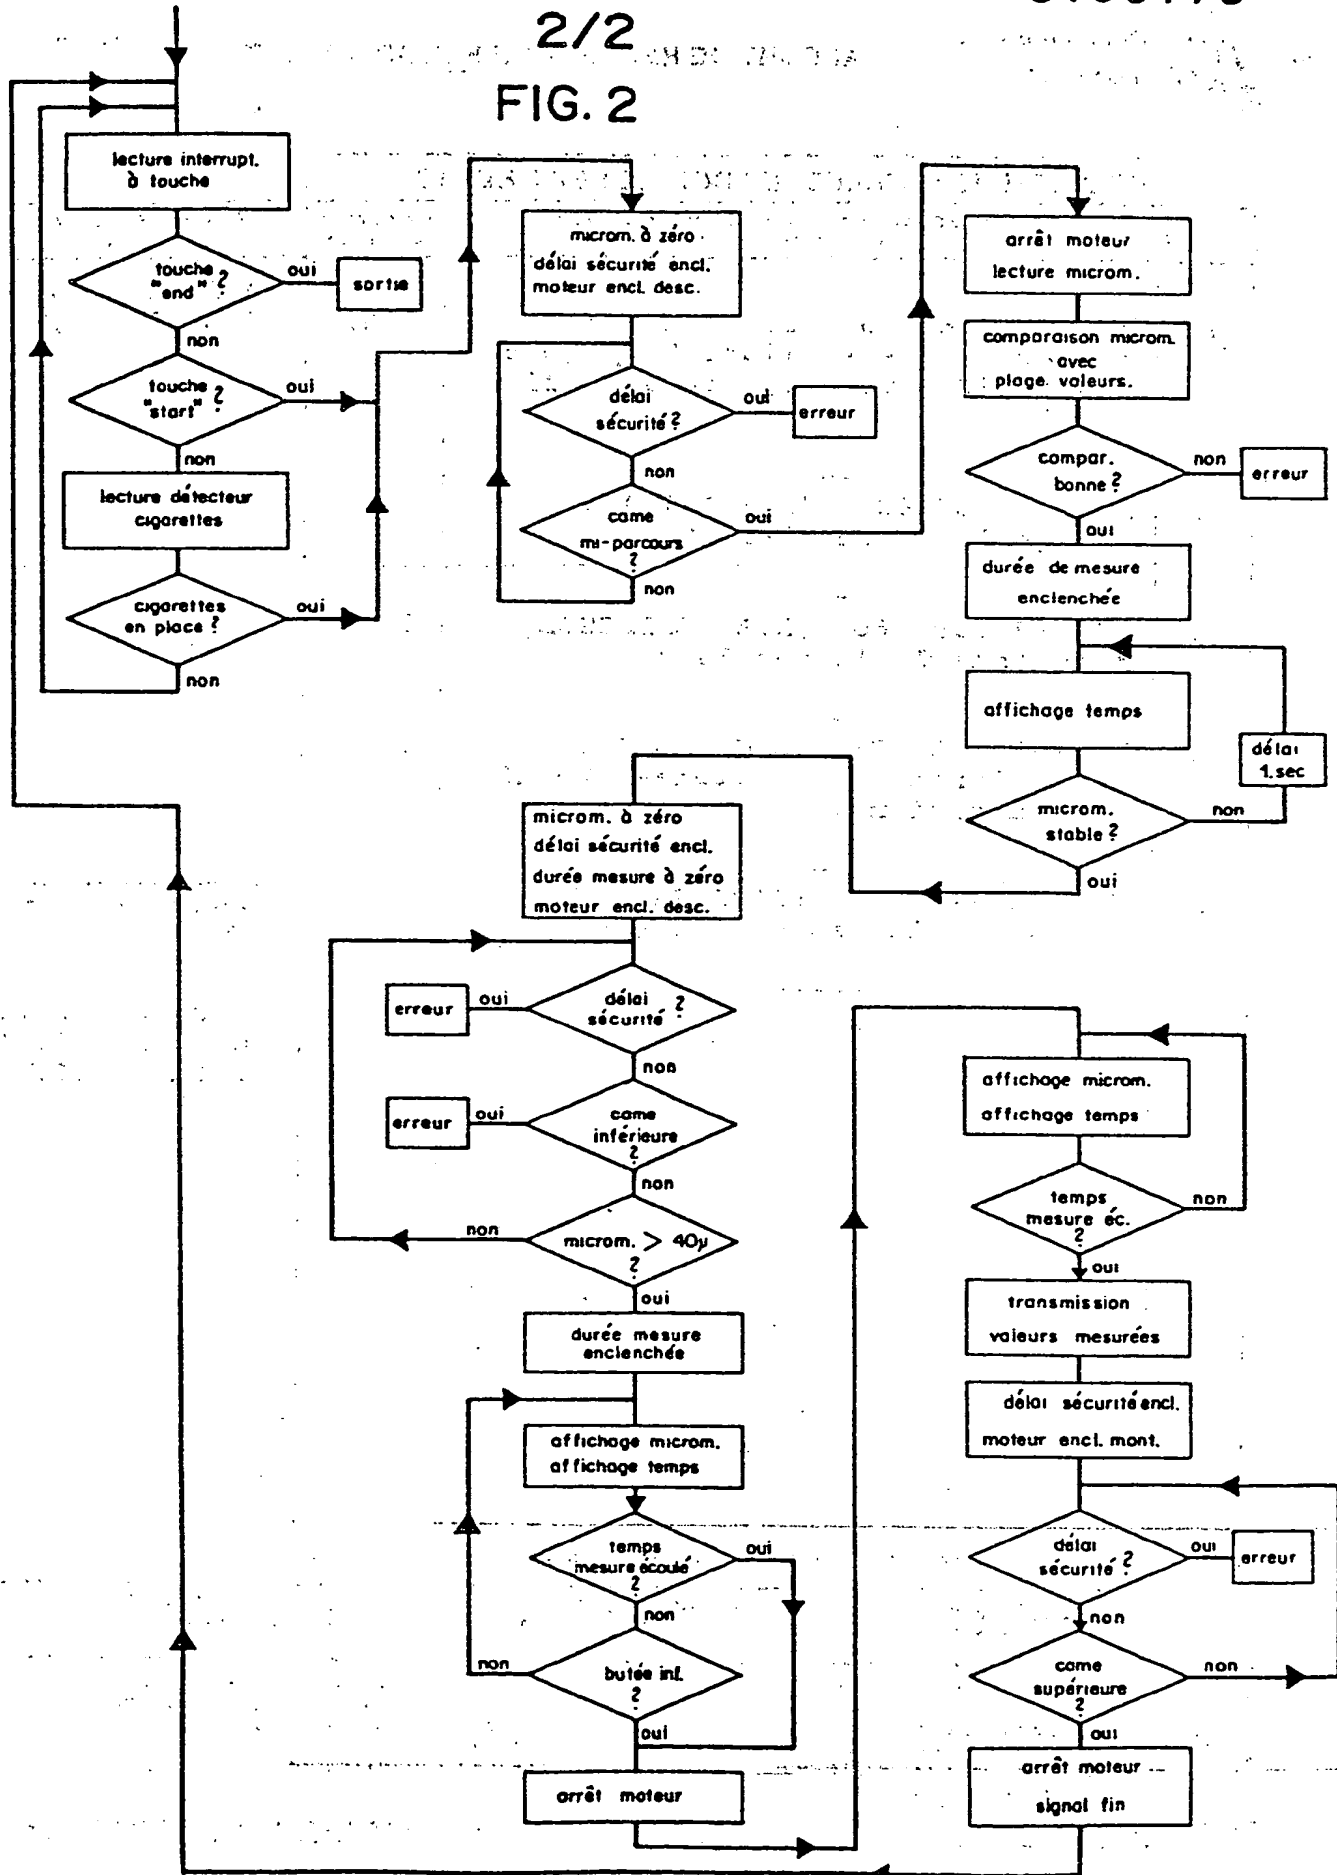 2/2
FIG. 2
lecture interrupt.
à touche
touche
"end" ?
oui
sortie
non
touche
"start" ?
oui
non
lecture détecteur
cigarettes
cigarettes
en place ?
oui
non
microm. à zéro
délai sécurité encl.
moteur encl. desc.
délai
sécurité ?
oui
erreur
non
came
mi-parcours
?
oui
non
arrêt moteur
lecture microm.
comparaison microm.
avec
plage valeurs.
compar.
bonne ?
non
erreur
oui
durée de mesure
enclenchée
affichage temps
délai
1.sec
microm.
stable ?
non
oui
microm. à zéro
délai sécurité encl.
durée mesure à zéro
moteur encl. desc.
délai
sécurité ?
oui
erreur
non
came
inférieure
?
oui
erreur
non
microm. > 40µ
?
non
oui
durée mesure
enclenchée
affichage microm.
affichage temps
temps
mesure écoulé
?
oui
non
butée inf.
?
non
oui
arrêt moteur
affichage microm.
affichage temps
temps
mesure éc.
?
non
oui
transmission
valeurs mesurées
délai sécurité encl.
moteur encl. mont.
délai
sécurité ?
oui
erreur
non
came
supérieure
?
non
oui
arrêt moteur
signal fin